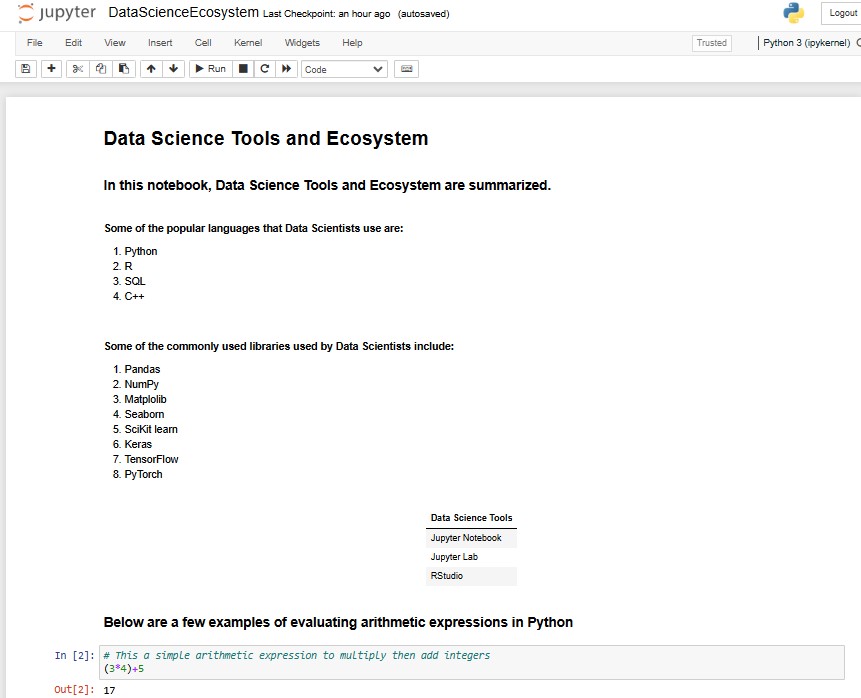 jupyter DataScienceEcosystem Last Checkpoint: an hour ago (autosaved) Logout
File Edit View Insert Cell Kernel Widgets Help Trusted Python 3 (ipykernel)
Run Code
Data Science Tools and Ecosystem
In this notebook, Data Science Tools and Ecosystem are summarized.
Some of the popular languages that Data Scientists use are:
1. Python
2. R
3. SQL
4. C++
Some of the commonly used libraries used by Data Scientists include:
1. Pandas
2. NumPy
3. Matplolib
4. Seaborn
5. SciKit learn
6. Keras
7. TensorFlow
8. PyTorch
Data Science Tools
Jupyter Notebook
Jupyter Lab
RStudio
Below are a few examples of evaluating arithmetic expressions in Python
In [2]: # This a simple arithmetic expression to multiply then add integers
(3*4)+5
Out[2]: 17